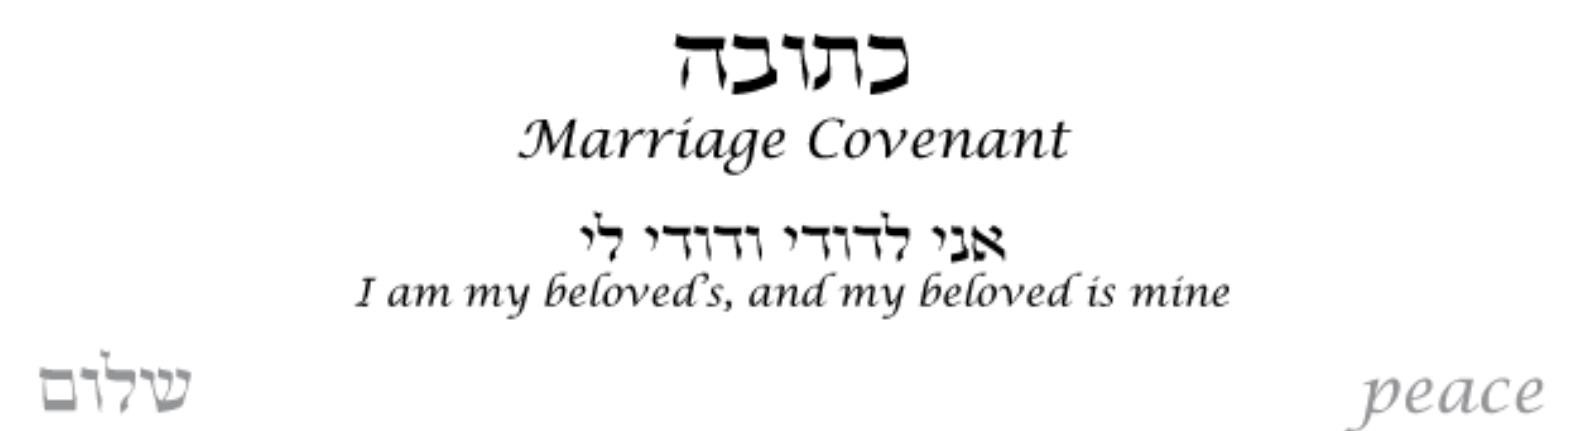 כתובה
Marriage Covenant
אני לדודי ודודי לי
I am my beloved's, and my beloved is mine
שלום
peace